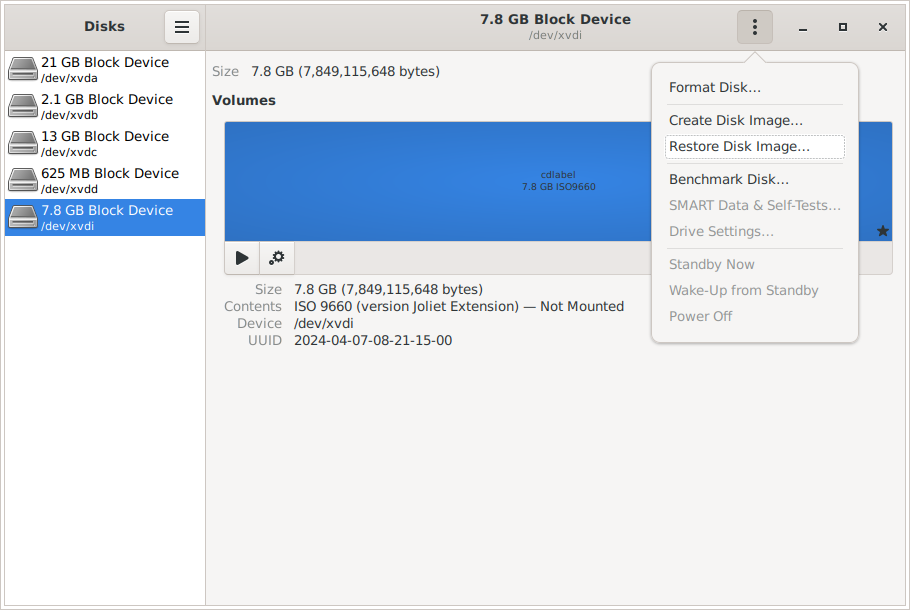 Disks
7.8 GB Block Device
/dev/xvdi
21 GB Block Device
/dev/xvda
2.1 GB Block Device
/dev/xvdb
13 GB Block Device
/dev/xvdc
625 MB Block Device
/dev/xvdd
7.8 GB Block Device
/dev/xvdi
Size 7.8 GB (7,849,115,648 bytes)
Volumes
cdlabel
7.8 GB ISO9660
Size 7.8 GB (7,849,115,648 bytes)
Contents ISO 9660 (version Joliet Extension) — Not Mounted
Device /dev/xvdi
UUID 2024-04-07-08-21-15-00
Format Disk…
Create Disk Image…
Restore Disk Image…
Benchmark Disk…
SMART Data & Self-Tests…
Drive Settings…
Standby Now
Wake-Up from Standby
Power Off